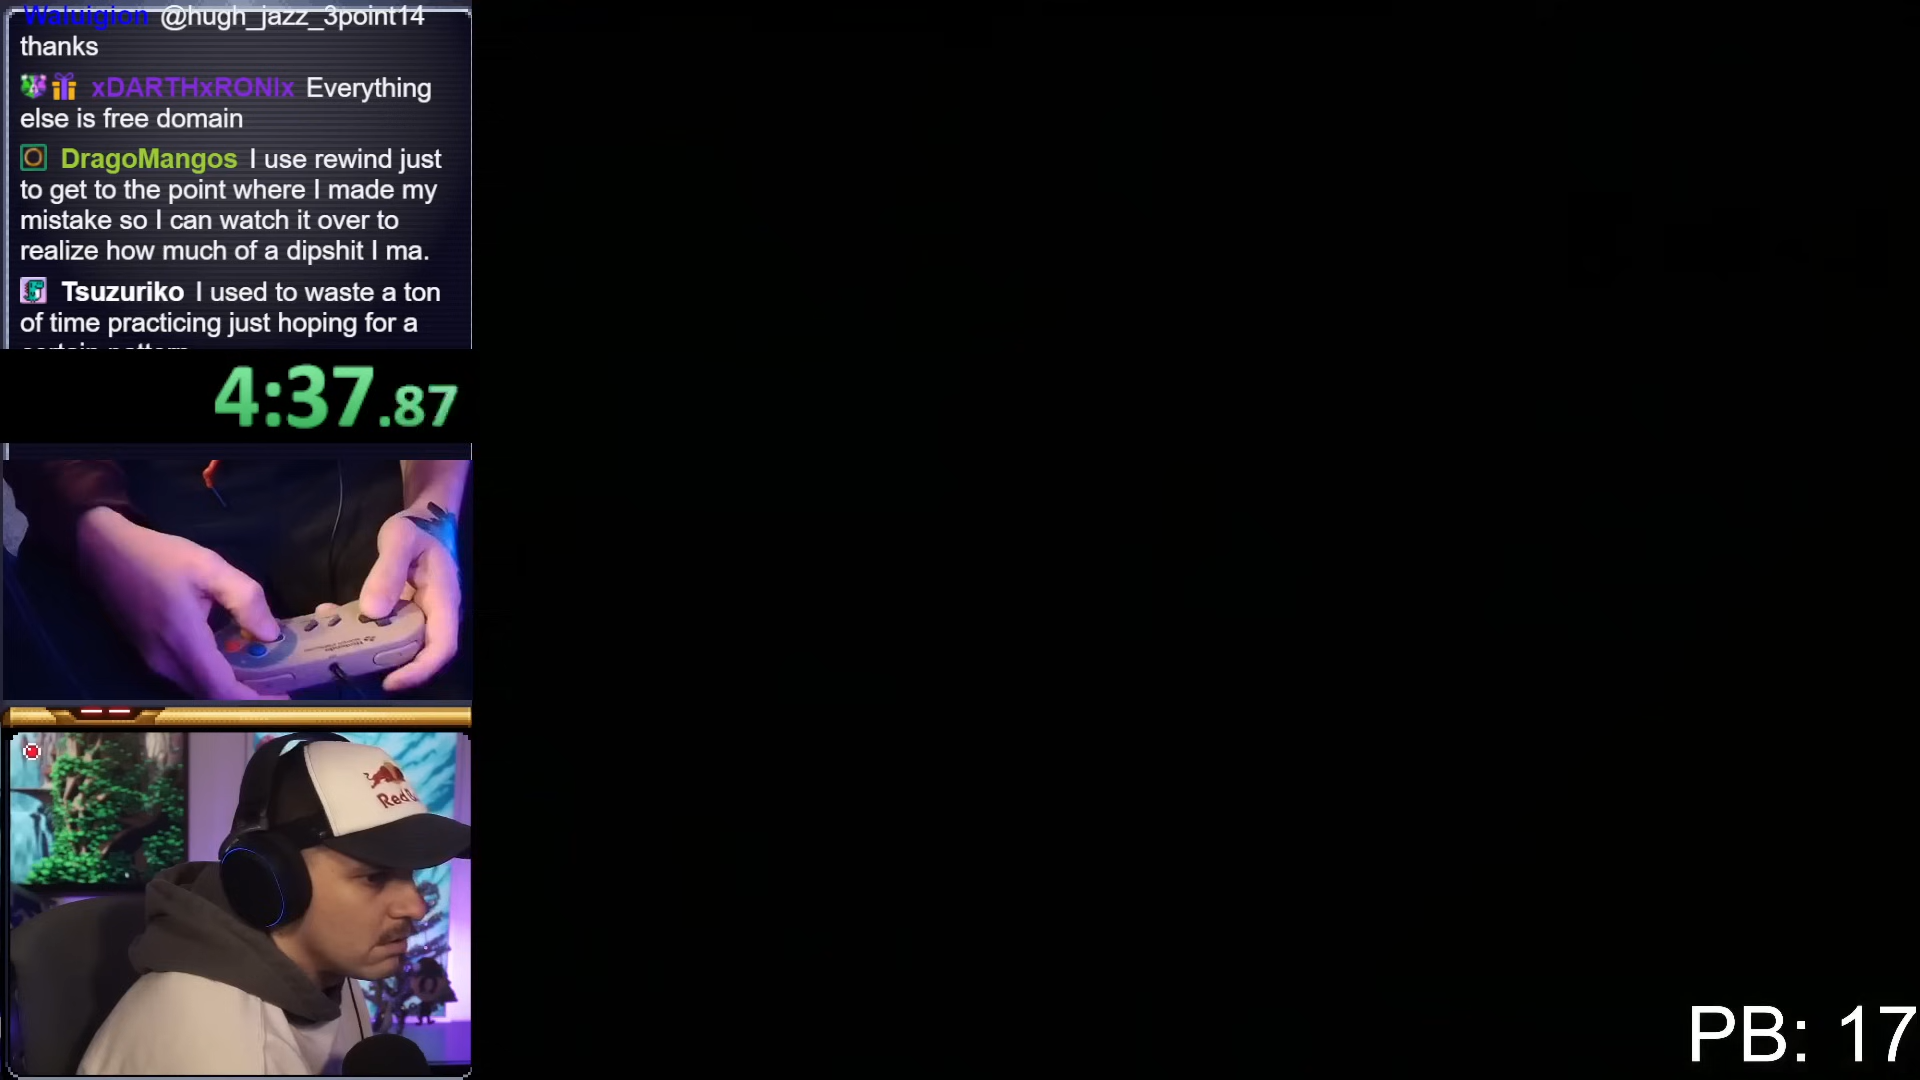 Waluigion @hugh_jazz_3point14
thanks
xDARTHxRONIx Everything
else is free domain
DragoMangos I use rewind just
to get to the point where I made my
mistake so I can watch it over to
realize how much of a dipshit I ma.
Tsuzuriko I used to waste a ton
of time practicing just hoping for a
4:37.87
Red
PB: 17